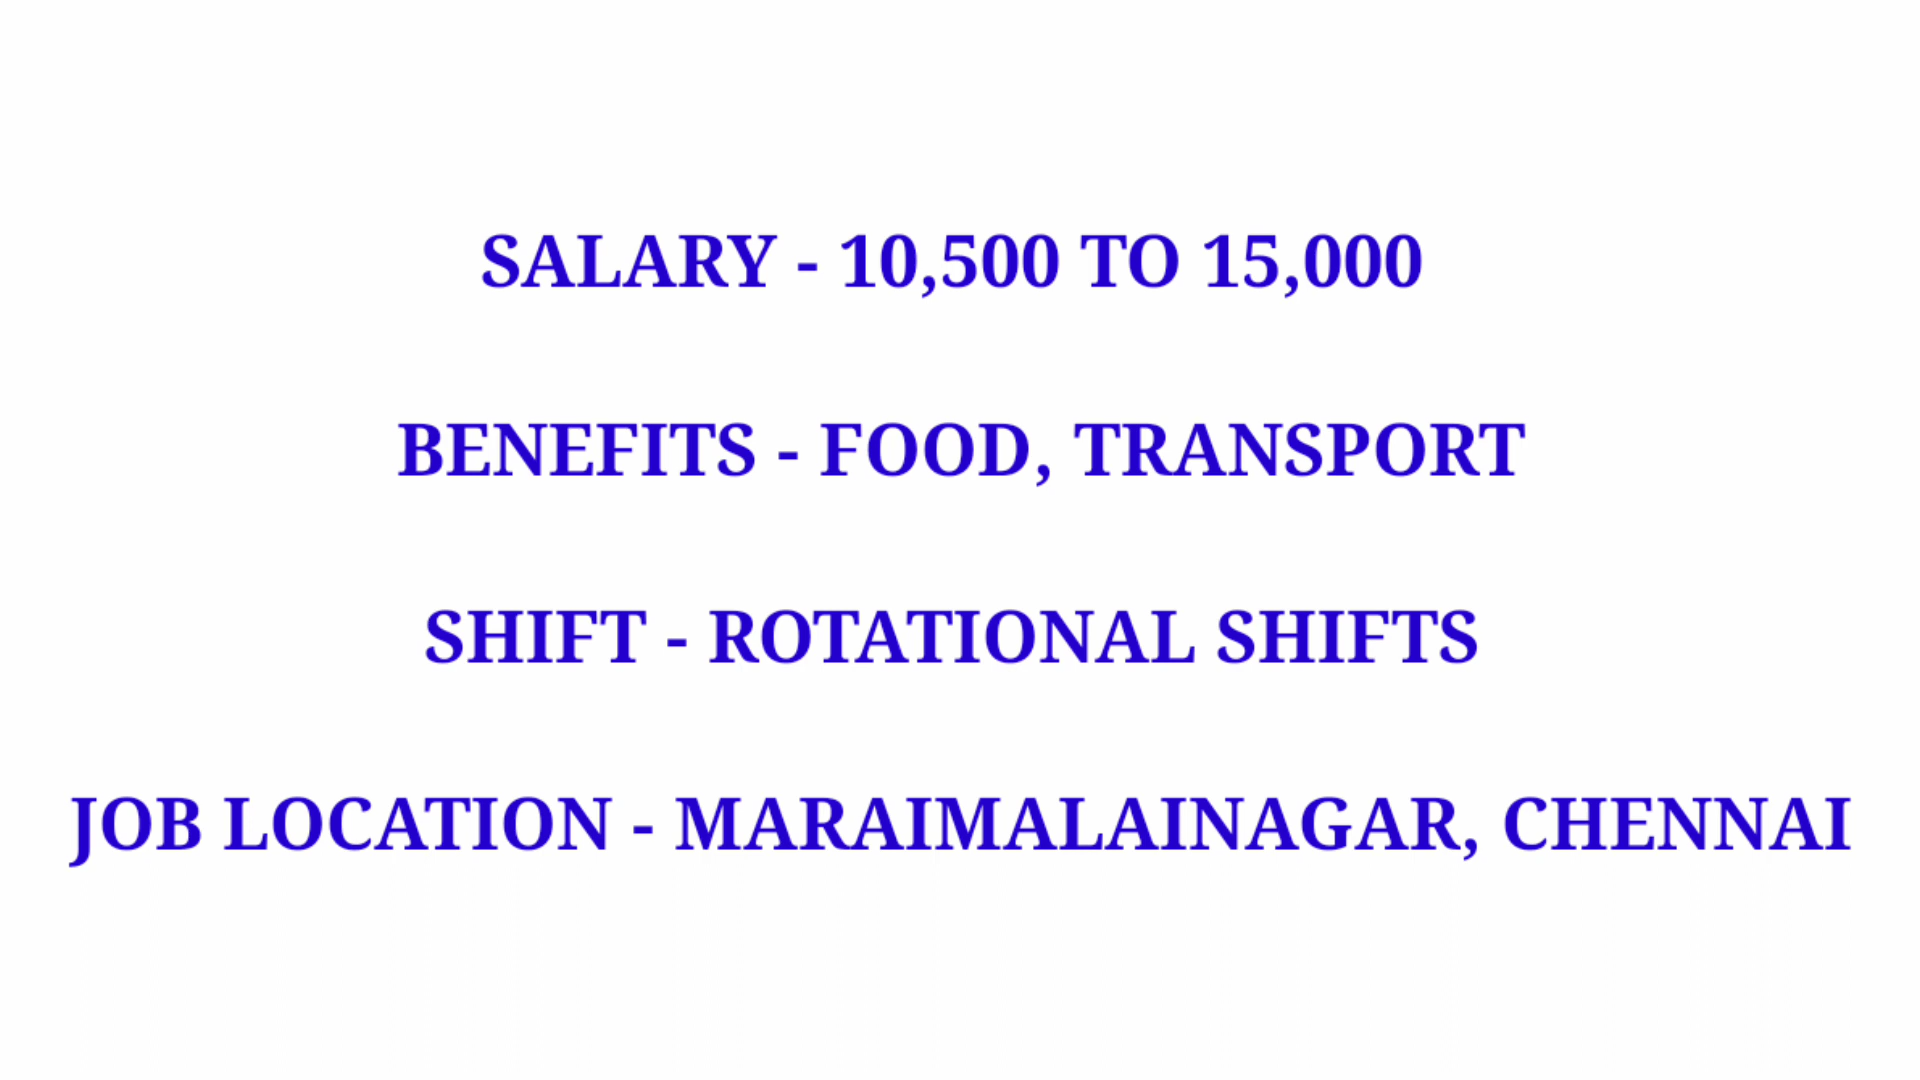 SALARY - 10,500 TO 15,000
BENEFITS - FOOD, TRANSPORT
SHIFT - ROTATIONAL SHIFTS
JOB LOCATION - MARAIMALAINAGAR, CHENNAI